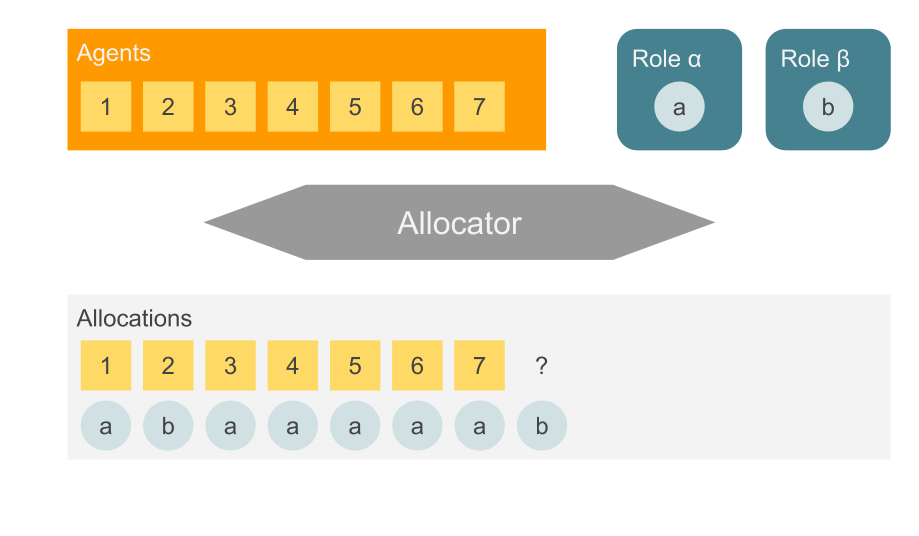 Agents
1 2 3 4 5 6 7
Role α
a
Role β
b
Allocator
Allocations
1 2 3 4 5 6 7 ?
a b a a a a a b